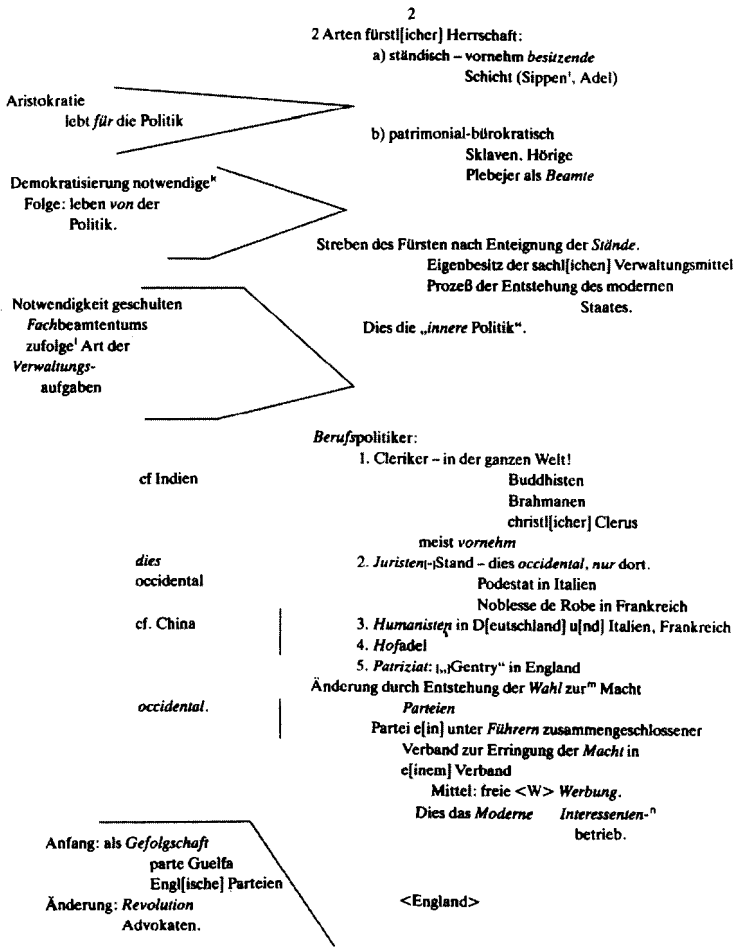 2
2 Arten fürstl[icher] Herrschaft:
a) ständisch – vornehm besitzende
Schicht (Sippenⁱ, Adel)
Aristokratie
lebt für die Politik
b) patrimonial-bürokratisch
Sklaven, Hörige
Plebejer als Beamte
Demokratisierung notwendigeᵏ
Folge: leben von der
Politik.
Streben des Fürsten nach Enteignung der Stände.
Eigenbesitz der sachl[ichen] Verwaltungsmittel
Prozeß der Entstehung des modernen
Staates.
Dies die „innere Politik“.
Notwendigkeit geschulten
Fachbeamtentums
zufolgeˡ Art der
Verwaltungs-
aufgaben
Berufspolitiker:
1. Cleriker – in der ganzen Welt!
cf Indien
Buddhisten
Brahmanen
christl[icher] Clerus
meist vornehm
dies
occidental
2. Juristen[-]Stand – dies occidental, nur dort.
Podestat in Italien
Noblesse de Robe in Frankreich
cf. China
3. Humanisten in D[eutschland] u[nd] Italien, Frankreich
4. Hofadel
5. Patriziat: [„]Gentry“ in England
Änderung durch Entstehung der Wahl zurᵐ Macht
occidental.
Parteien
Partei e[in] unter Führern zusammengeschlossener
Verband zur Erringung der Macht in
e[inem] Verband
Mittel: freie <W> Werbung.
Dies das Moderne Interessenten-ⁿ
betrieb.
Anfang: als Gefolgschaft
parte Guelfa
Engl[ische] Parteien
Änderung: Revolution
Advokaten.
<England>